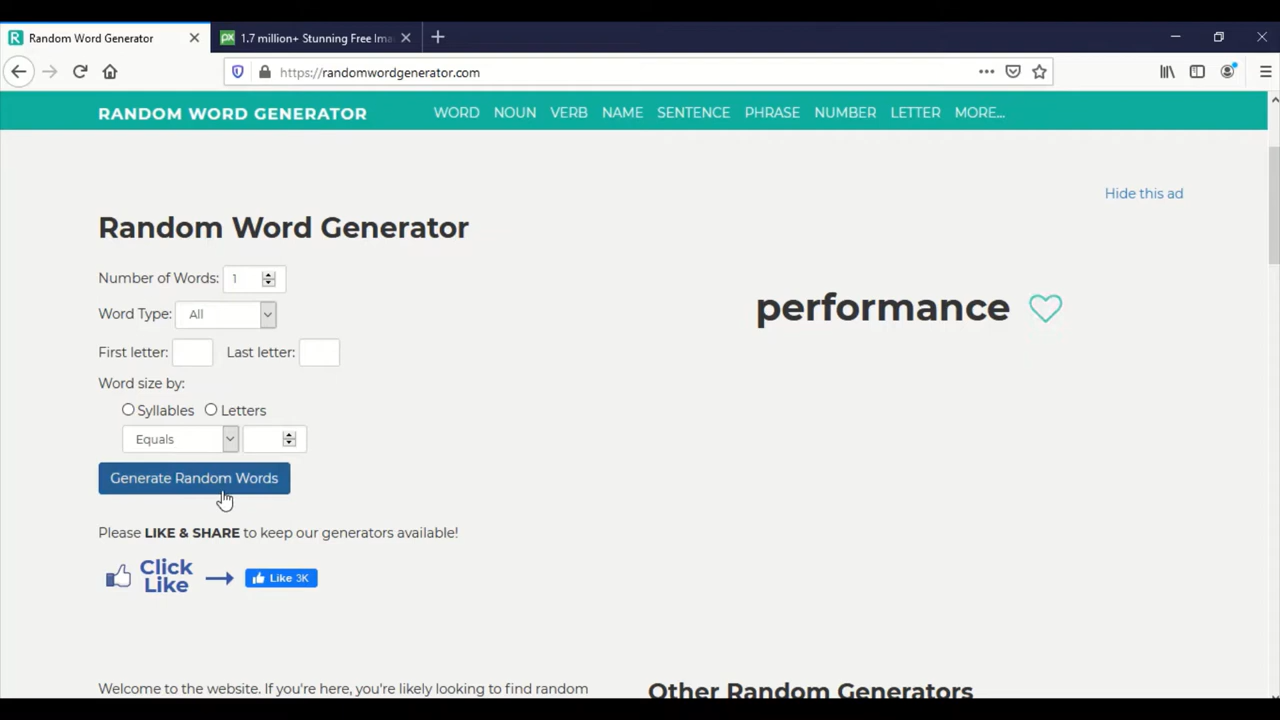 Random Word Generator
1.7 million+ Stunning Free Ima
https://randomwordgenerator.com
RANDOM WORD GENERATOR WORD NOUN VERB NAME SENTENCE PHRASE NUMBER LETTER MORE...
Hide this ad
Random Word Generator
Number of Words: 1
performance
Word Type: All
First letter: Last letter:
Word size by:
Syllables Letters
Equals
Generate Random Words
Please LIKE & SHARE to keep our generators available!
Click
Like
Like 3K
Welcome to the website. If you're here, you're likely looking to find random
Other Random Generators